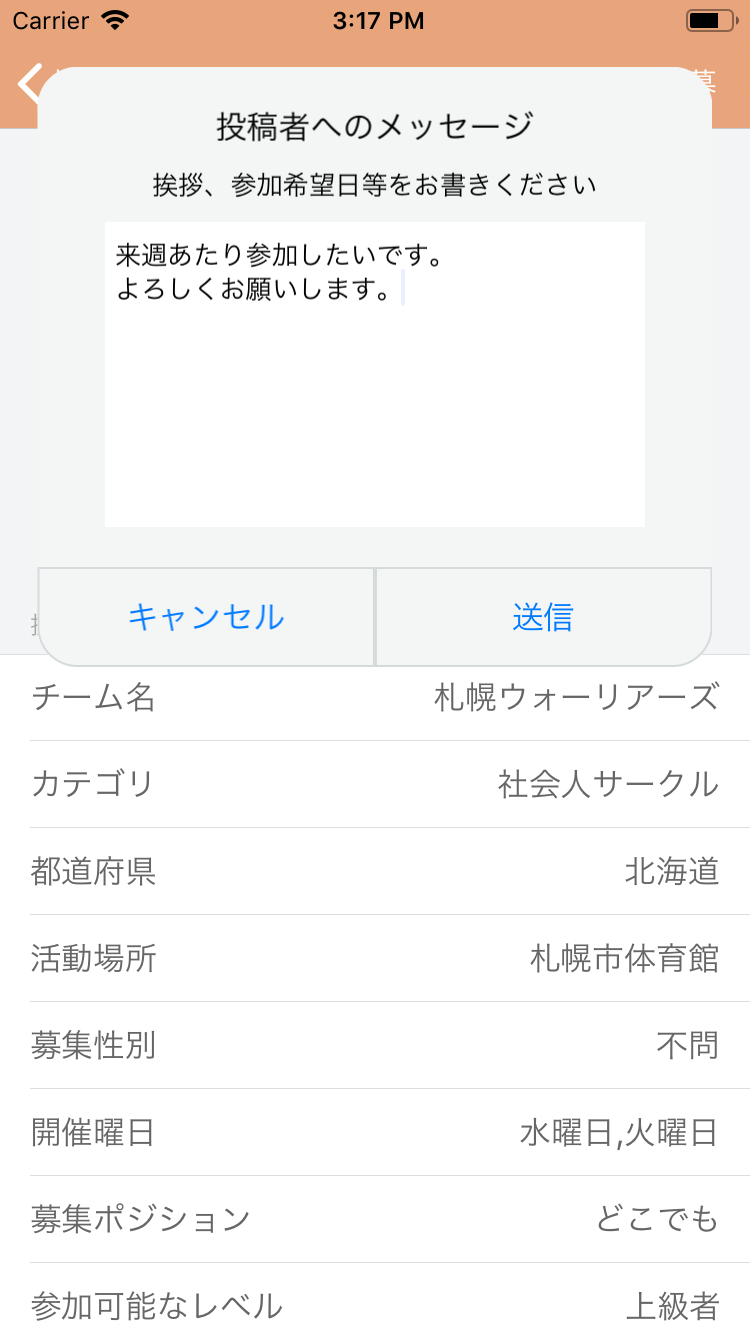 Carrier 3:17 PM
投稿者へのメッセージ
挨拶、参加希望日等をお書きください
来週あたり参加したいです。
よろしくお願いします。
キャンセル 送信
チーム名 札幌ウォーリアーズ
カテゴリ 社会人サークル
都道府県 北海道
活動場所 札幌市体育館
募集性別 不問
開催曜日 水曜日,火曜日
募集ポジション どこでも
参加可能なレベル 上級者